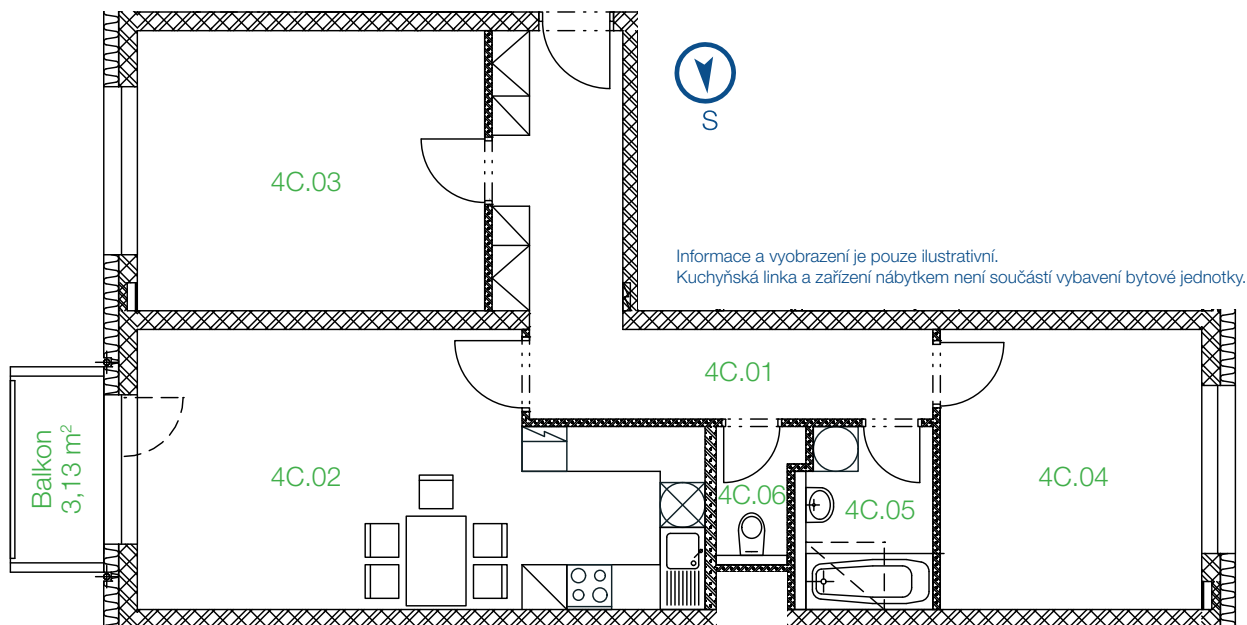 S
4C.03
Informace a vyobrazení je pouze ilustrativní.
Kuchyňská linka a zařízení nábytkem není součástí vybavení bytové jednotky.
4C.01
Balkon
3,13 m²
4C.02
4C.06
4C.05
4C.04